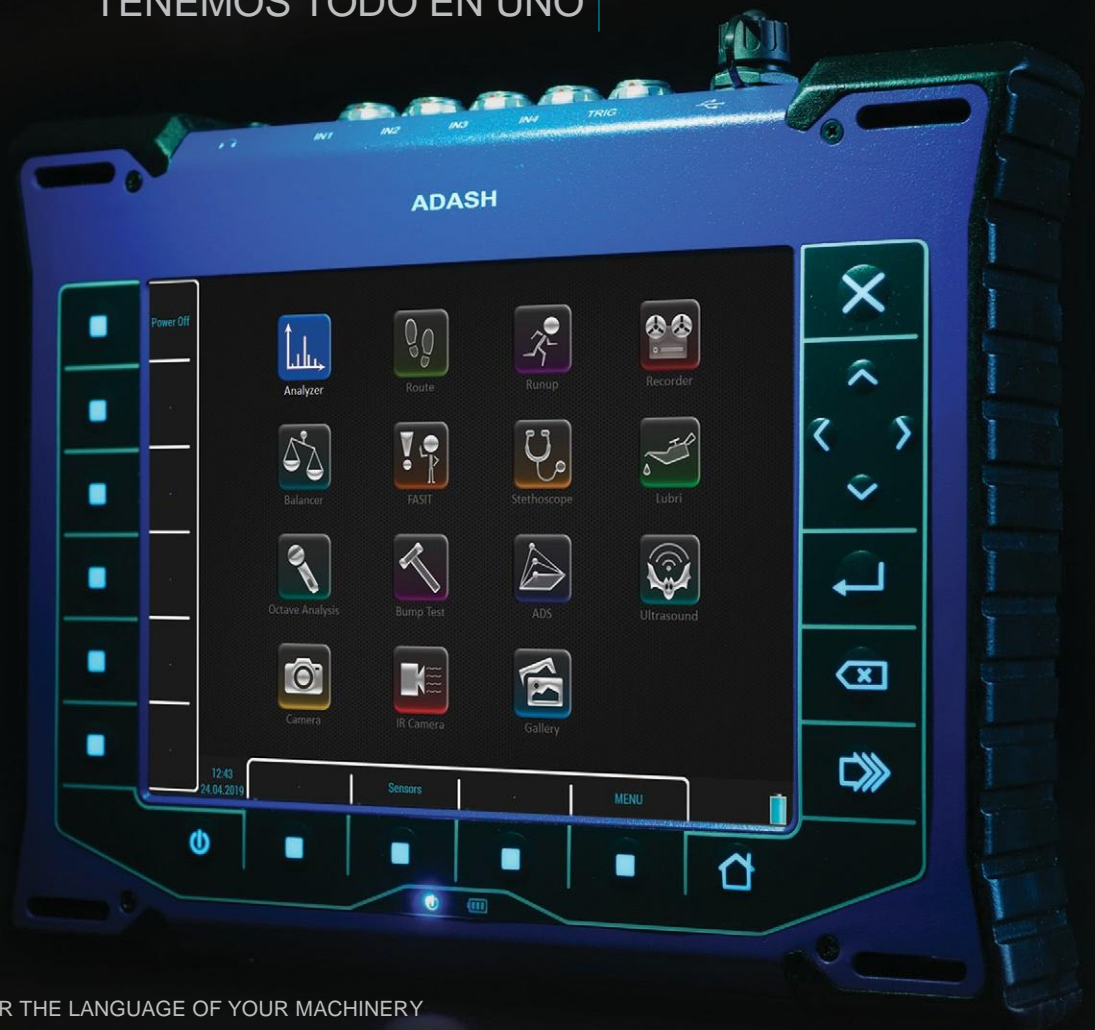 TENEMOS TODO EN UNO
IN1 IN2 IN3 IN4 TRIG
ADASH
Power Off
Analyzer Route Runup Recorder
Balancer FASIT Stethoscope Lubri
Octave Analysis Bump Test ADS Ultrasound
Camera IR Camera Gallery
12:43
24.04.2019
Sensors MENU
R THE LANGUAGE OF YOUR MACHINERY